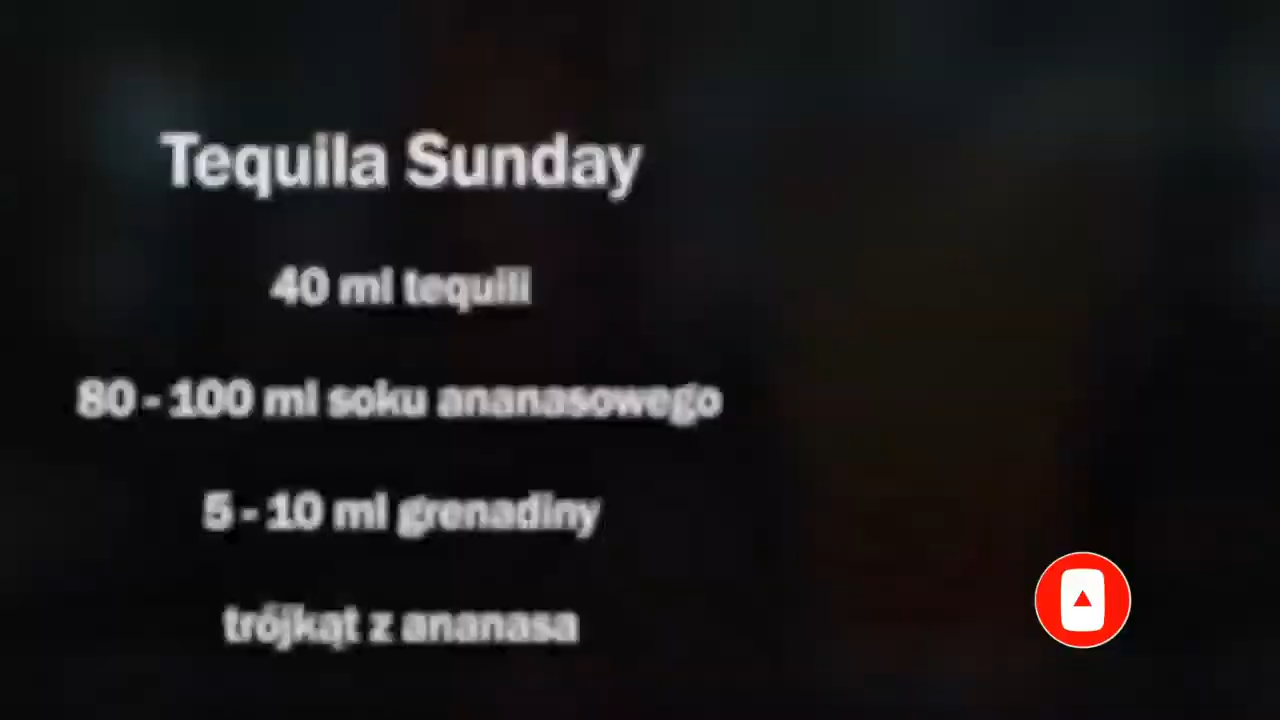 Tequila Sunday
40 ml tequili
80 - 100 ml soku ananasowego
5 - 10 ml grenadiny
trójkąt z ananasa